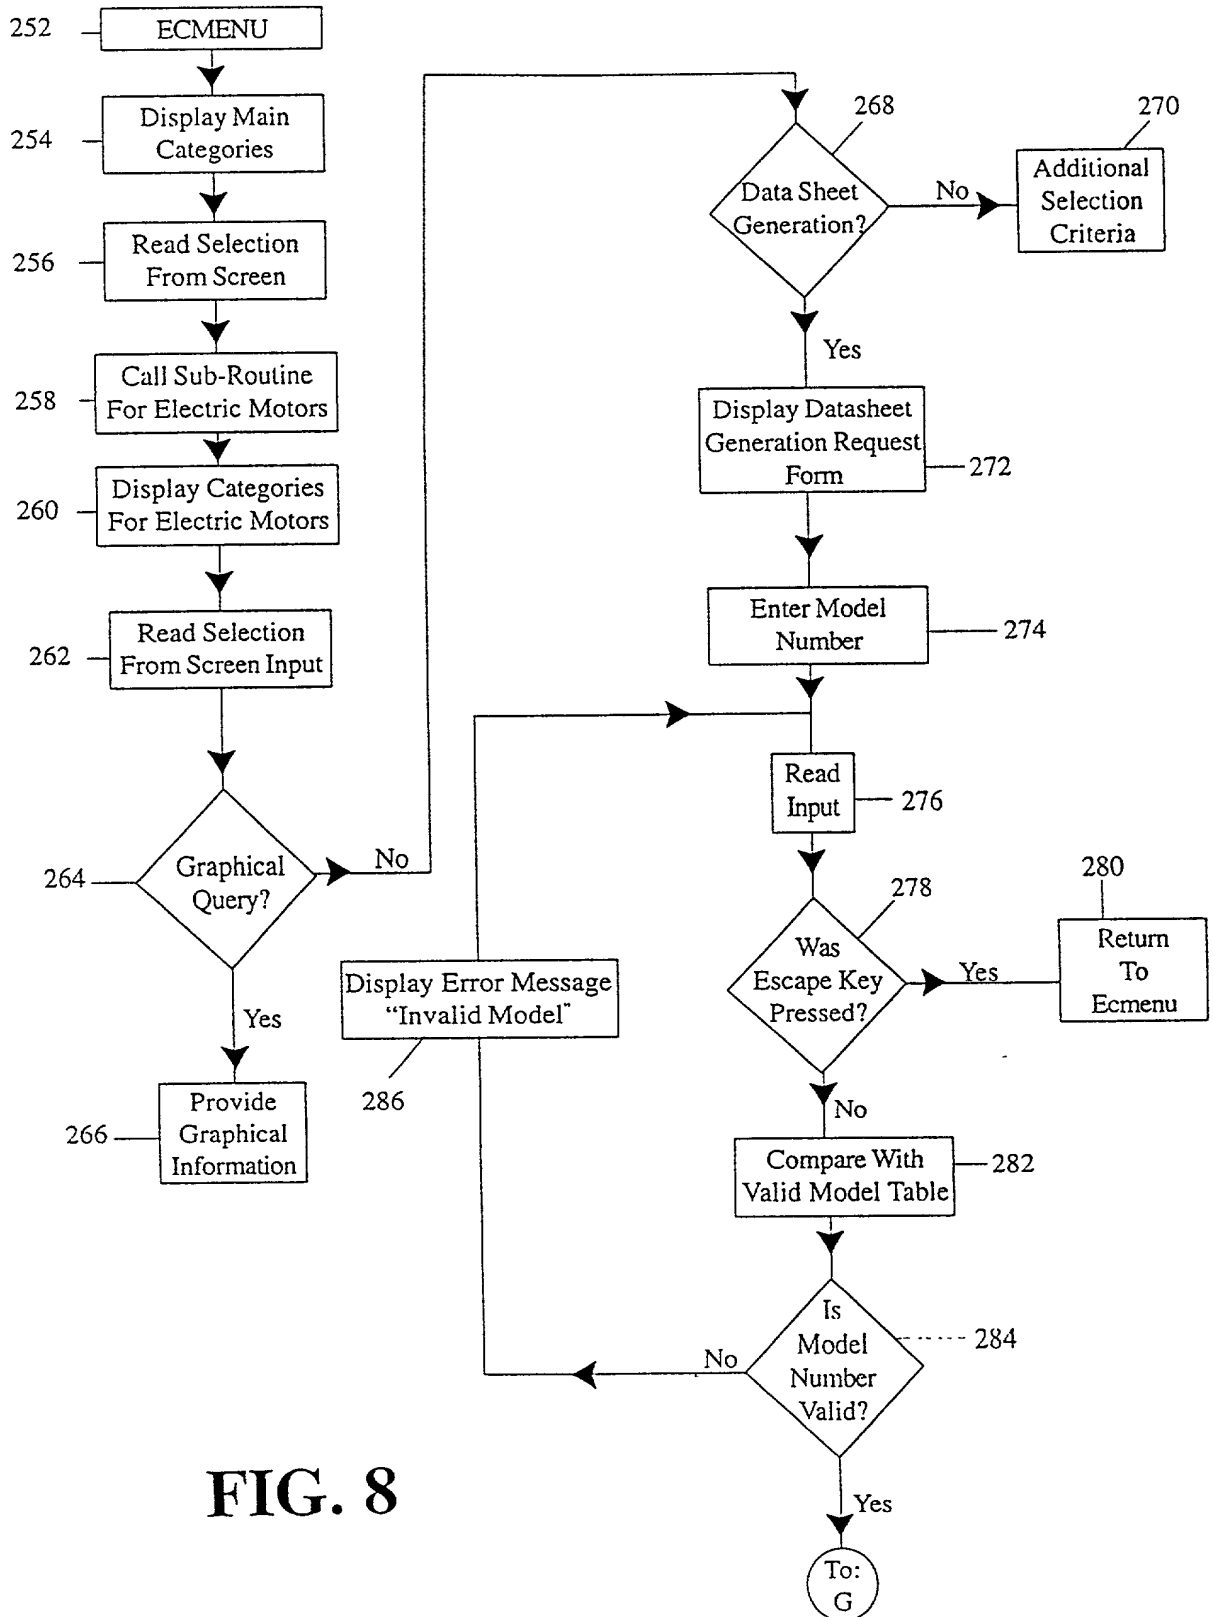 252
ECMENU
254
Display Main
Categories
256
Read Selection
From Screen
258
Call Sub-Routine
For Electric Motors
260
Display Categories
For Electric Motors
262
Read Selection
From Screen Input
264
Graphical
Query?
No
Yes
266
Provide
Graphical
Information
268
Data Sheet
Generation?
No
270
Additional
Selection
Criteria
Yes
Display Datasheet
Generation Request
Form
272
Enter Model
Number
274
Read
Input
276
278
Was
Escape Key
Pressed?
Yes
280
Return
To
Ecmenu
No
Compare With
Valid Model Table
282
Is
Model
Number
Valid?
284
No
Display Error Message
“Invalid Model”
286
Yes
To:
G
FIG. 8